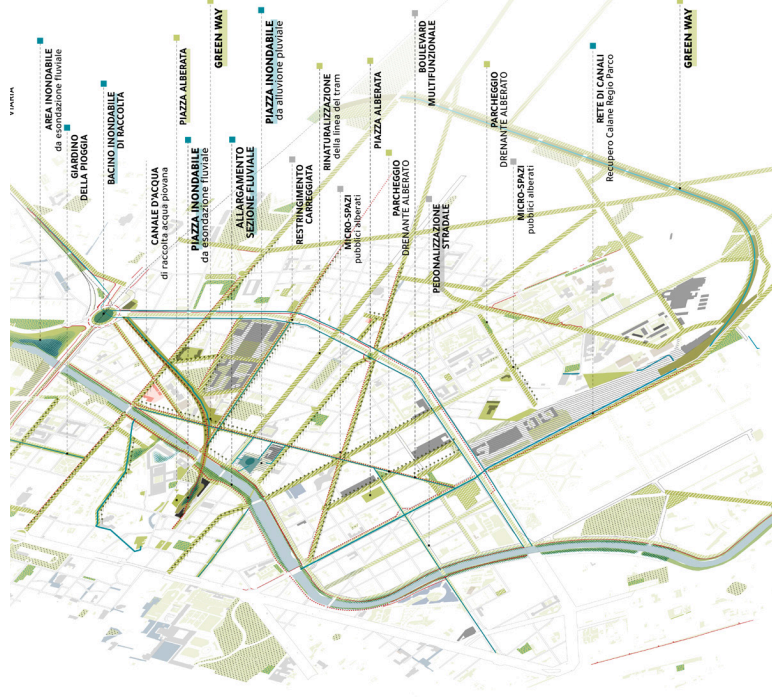 VIARIA
AREA INONDABILE
da esondazione fluviale
GIARDINO
DELLA PIOGGIA
BACINO INONDABILE
DI RACCOLTA
CANALE D'ACQUA
di raccolta acqua piovana
PIAZZA ALBERATA
PIAZZA INONDABILE
da esondazione fluviale
GREEN WAY
ALLARGAMENTO
SEZIONE FLUVIALE
PIAZZA INONDABILE
da alluvione pluviale
RESTRINGIMENTO
CARREGGIATA
RINATURALIZZAZIONE
della linea del tram
MICRO-SPAZI
pubblici alberati
PIAZZA ALBERATA
PARCHEGGIO
DRENANTE ALBERATO
BOULEVARD
MULTIFUNZIONALE
PEDONALIZZAZIONE
STRADALE
PARCHEGGIO
DRENANTE ALBERATO
MICRO-SPAZI
pubblici alberati
RETE DI CANALI
Recupero Calane Regio Parco
GREEN WAY